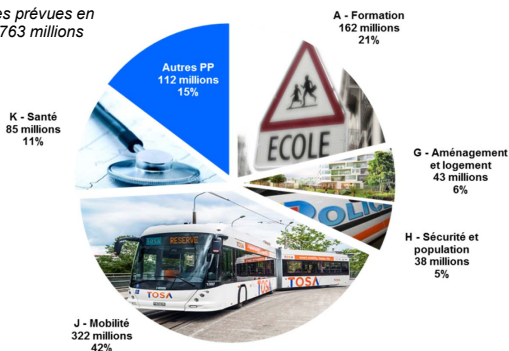 es prévues en
763 millions
A - Formation
162 millions
21%
Autres PP
112 millions
15%
K - Santé
85 millions
11%
ECOLE
G - Aménagement
et logement
43 millions
6%
POLIC
H - Sécurité et
population
38 millions
5%
RESERVE
TOSA
TOSA
J - Mobilité
322 millions
42%